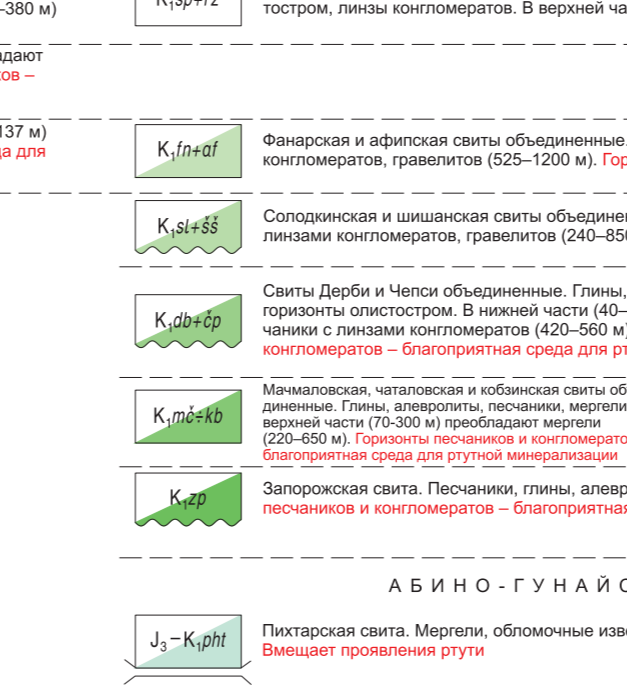 –380 м)
K₁sp+rz
тостром, линзы конгломератов. В верхней ча
адают
ков –
137 м)
да для
K₁fn+af
Фанарская и афипская свиты объединенные.
конгломератов, гравелитов (525–1200 м). Гор
K₁sl+šš
Солодкинская и шишанская свиты объединен
линзами конгломератов, гравелитов (240–850
K₁db+čp
Свиты Дерби и Чепси объединенные. Глины,
горизонты олистостром. В нижней части (40–
чаники с линзами конгломератов (420–560 м)
конгломератов – благоприятная среда для рт
K₁mč÷kb
Мачмаловская, чаталовская и кобзинская свиты об
диненные. Глины, алевролиты, песчаники, мергели
верхней части (70-300 м) преобладают мергели
(220–650 м). Горизонты песчаников и конгломерато
благоприятная среда для ртутной минерализации
K₁zp
Запорожская свита. Песчаники, глины, алевр
песчаников и конгломератов – благоприятная
АБИНО-ГУНАЙС
J₃–K₁pht
Пихтарская свита. Мергели, обломочные изве
Вмещает проявления ртути